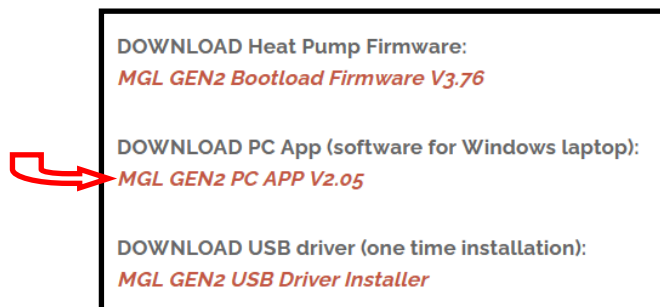 DOWNLOAD Heat Pump Firmware:
MGL GEN2 Bootload Firmware V3.76
DOWNLOAD PC App (software for Windows laptop):
MGL GEN2 PC APP V2.05
DOWNLOAD USB driver (one time installation):
MGL GEN2 USB Driver Installer